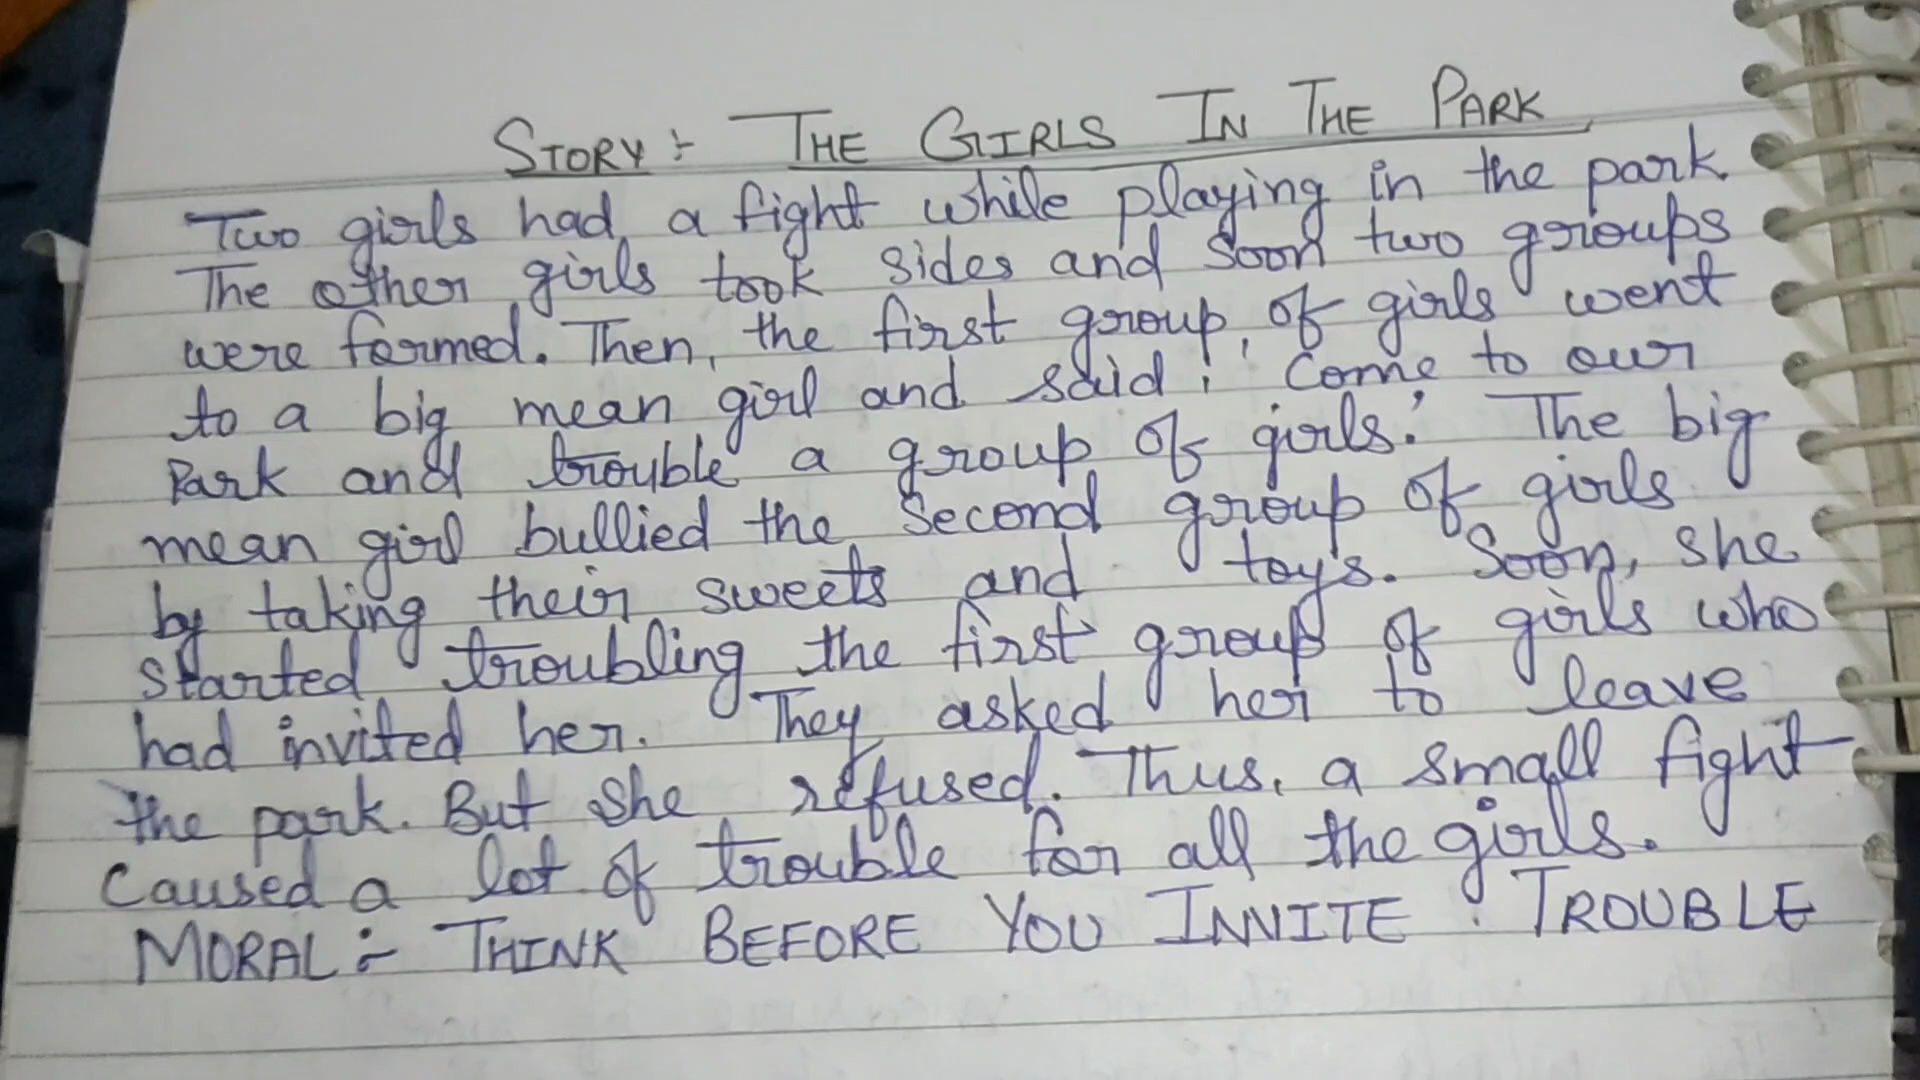 STORY :- THE GIRLS IN THE PARK
Two girls had a fight while playing in the park.
The other girls took sides and soon two groups
were formed. Then, the first group of girls went
to a big mean girl and said : 'Come to our
Park and trouble a group of girls.' The big
mean girl bullied the second group of girls
by taking their sweets and toys. Soon, she
started troubling the first group of girls who
had invited her. They asked her to leave
the park. But she refused. Thus, a small fight
caused a lot of trouble for all the girls.
MORAL :- THINK BEFORE YOU INVITE TROUBLE